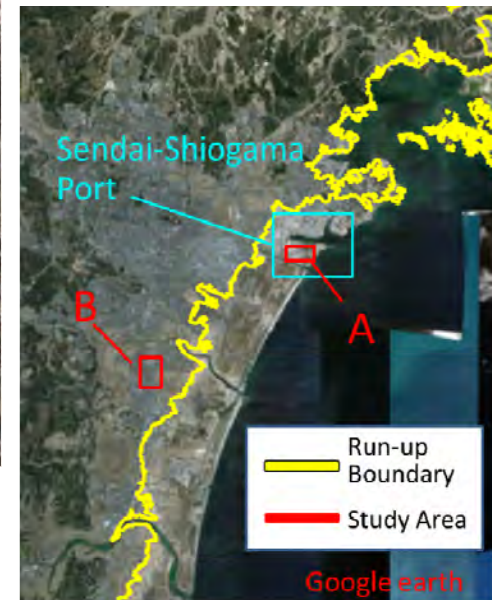 Sendai-Shiogama
Port
B
A
Run-up
Boundary
Study Area
Google earth